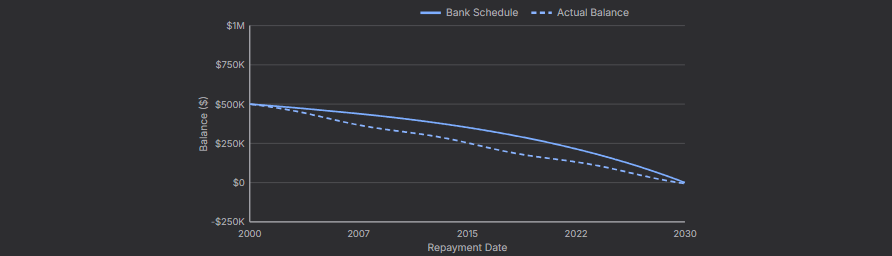 Bank Schedule Actual Balance
$1M
$750K
$500K
$250K
$0
-$250K
Balance ($)
2000 2007 2015 2022 2030
Repayment Date